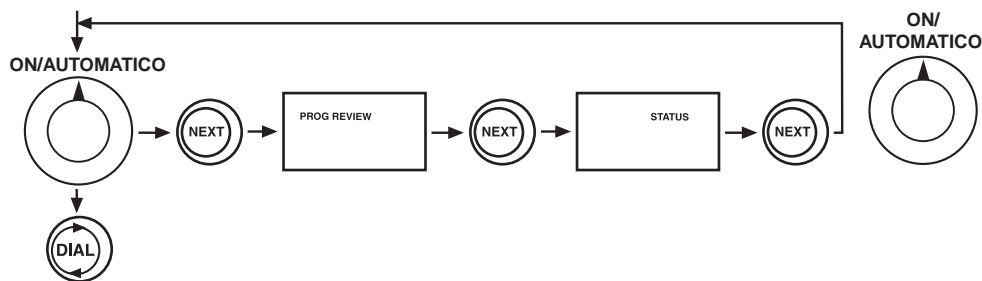 ON/AUTOMATICO
NEXT
PROG REVIEW
NEXT
STATUS
NEXT
ON/
AUTOMATICO
DIAL